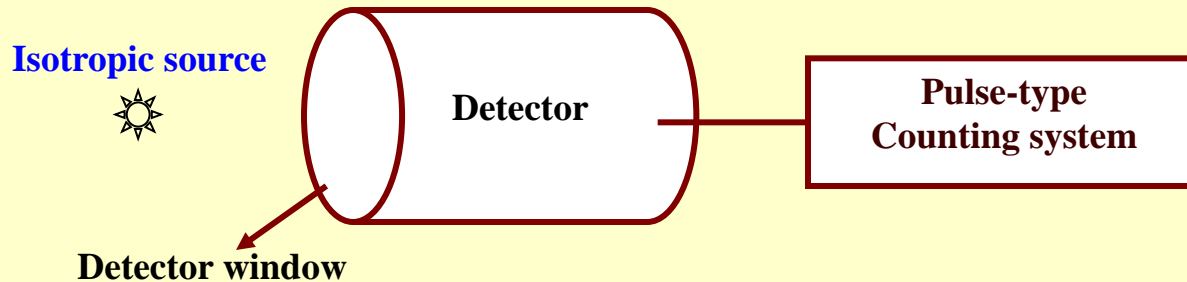 Isotropic source
Detector
Pulse-type
Counting system
Detector window